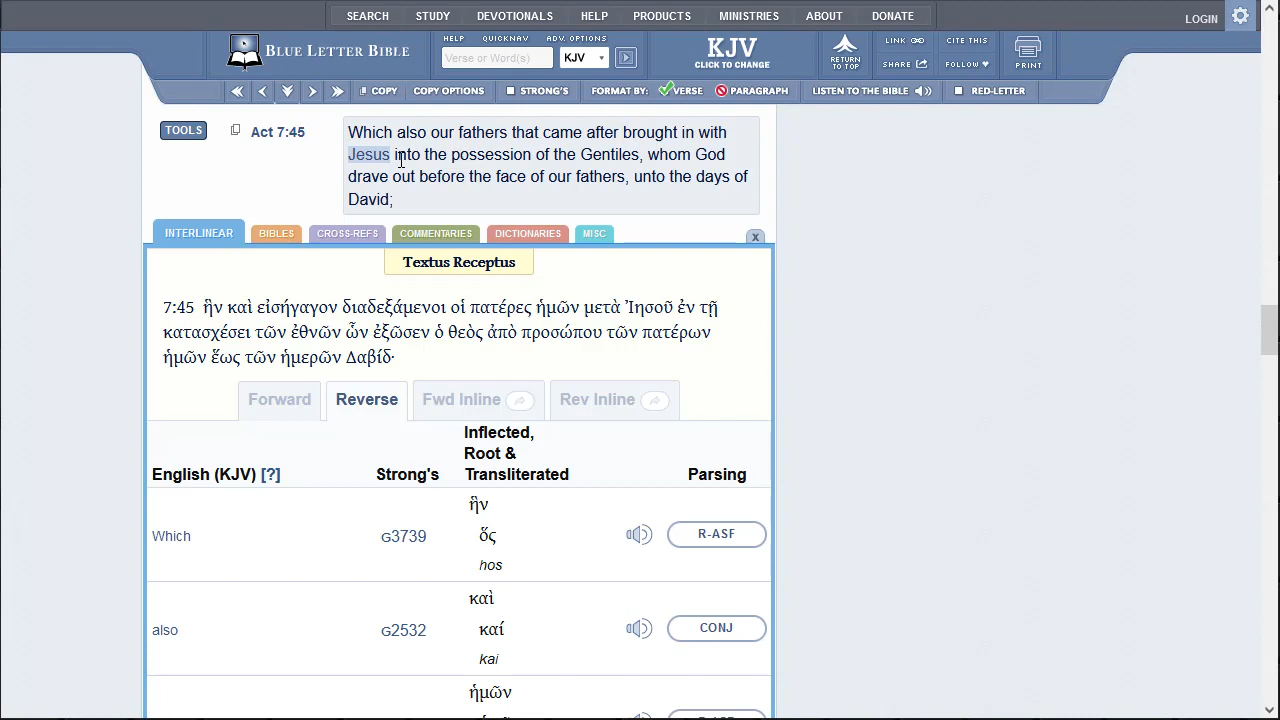 SEARCH STUDY DEVOTIONALS HELP PRODUCTS MINISTRIES ABOUT DONATE
LOGIN
BLUE LETTER BIBLE
HELP QUICKNAV ADV. OPTIONS
Verse or Word(s) KJV
KJV
CLICK TO CHANGE
RETURN
TO TOP
LINK CITE THIS
SHARE FOLLOW
PRINT
COPY COPY OPTIONS STRONG'S FORMAT BY: VERSE PARAGRAPH LISTEN TO THE BIBLE RED-LETTER
TOOLS Act 7:45
Which also our fathers that came after brought in with
Jesus into the possession of the Gentiles, whom God
drave out before the face of our fathers, unto the days of
David;
INTERLINEAR BIBLES CROSS-REFS COMMENTARIES DICTIONARIES MISC x
Textus Receptus
7:45 ἣν καὶ εἰσήγαγον διαδεξάμενοι οἱ πατέρες ἡμῶν μετὰ Ἰησοῦ ἐν τῇ
κατασχέσει τῶν ἐθνῶν ὧν ἐξῶσεν ὁ θεὸς ἀπὸ προσώπου τῶν πατέρων
ἡμῶν ἕως τῶν ἡμερῶν Δαβίδ·
Forward Reverse Fwd Inline Rev Inline
English (KJV) [?] Strong's
Inflected,
Root &
Transliterated
Parsing
Which G3739
ἣν
ὅς
hos
R-ASF
also G2532
καὶ
καί
kai
CONJ
ἡμῶν